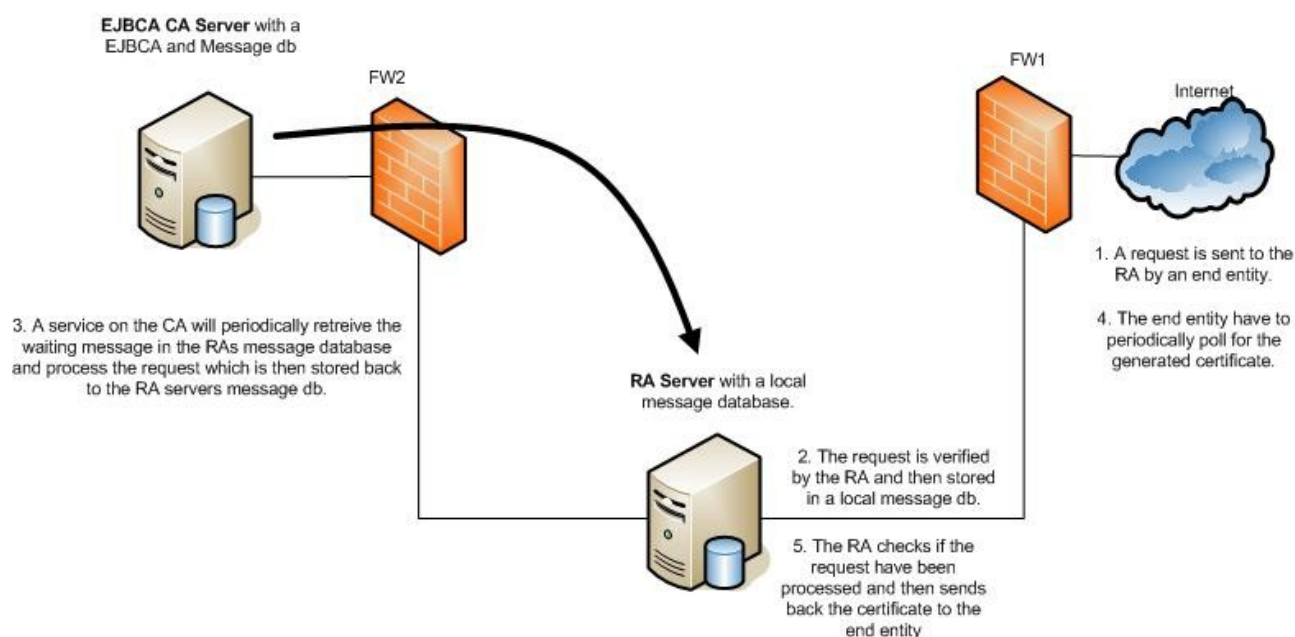 EJBCA CA Server with a
EJBCA and Message db
FW2
FW1
Internet
1. A request is sent to the
RA by an end entity.
4. The end entity have to
periodically poll for the
generated certificate.
3. A service on the CA will periodically retreive the
waiting message in the RAs message database
and process the request which is then stored back
to the RA servers message db.
RA Server with a local
message database.
2. The request is verified
by the RA and then stored
in a local message db.
5. The RA checks if the
request have been
processed and then sends
back the certificate to the
end entity